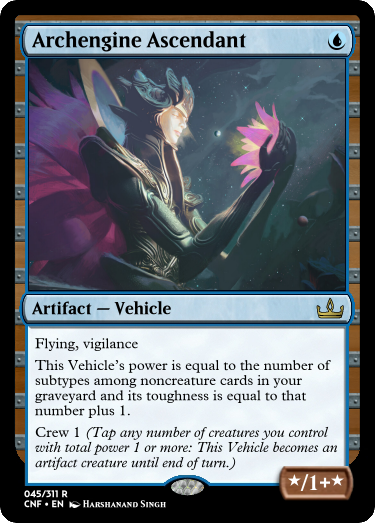 Archengine Ascendant
Artifact — Vehicle
Flying, vigilance
This Vehicle's power is equal to the number of
subtypes among noncreature cards in your
graveyard and its toughness is equal to that
number plus 1.
Crew 1 (Tap any number of creatures you control
with total power 1 or more: This Vehicle becomes an
artifact creature until end of turn.)
★/1+★
045/311 R
CNF • EN Harshanand Singh